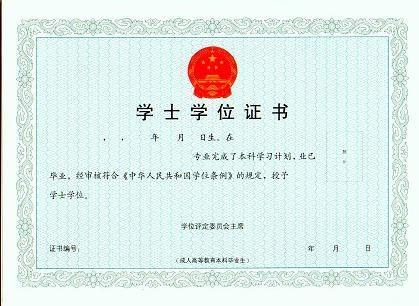 学士学位证书
， ， 年 月 日生。在
专业完成了本科学习计划，业已
毕业，经审核符合《中华人民共和国学位条例》的规定，授予
学士学位。
学位评定委员会主席
证书编号： 年 月 日
（成人高等教育本科毕业生）